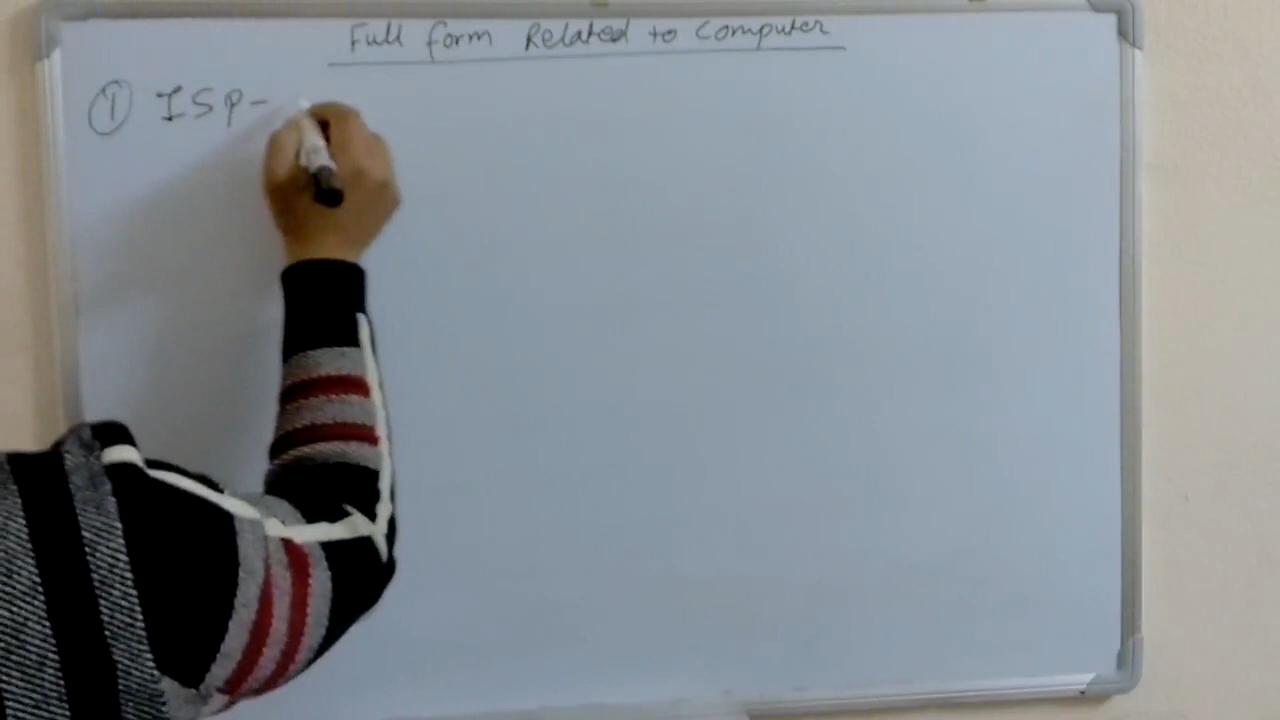 Full form Related to Computer
① ISP-